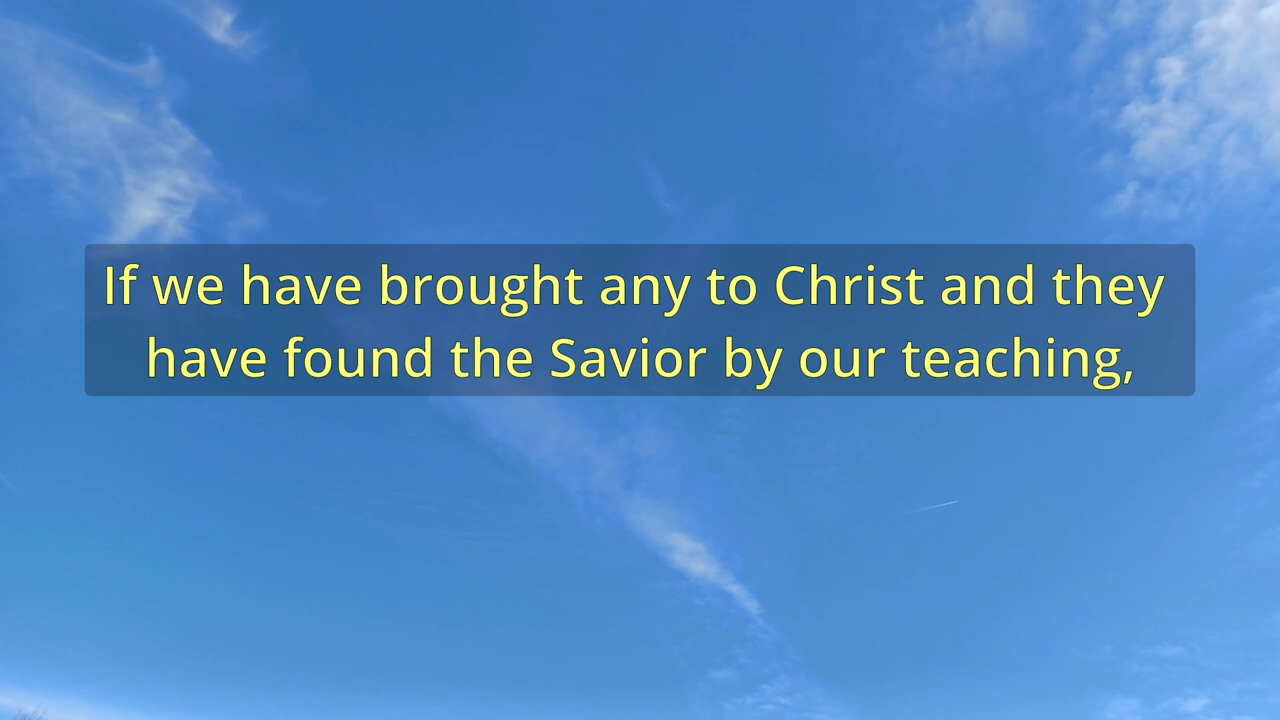 If we have brought any to Christ and they
have found the Savior by our teaching,